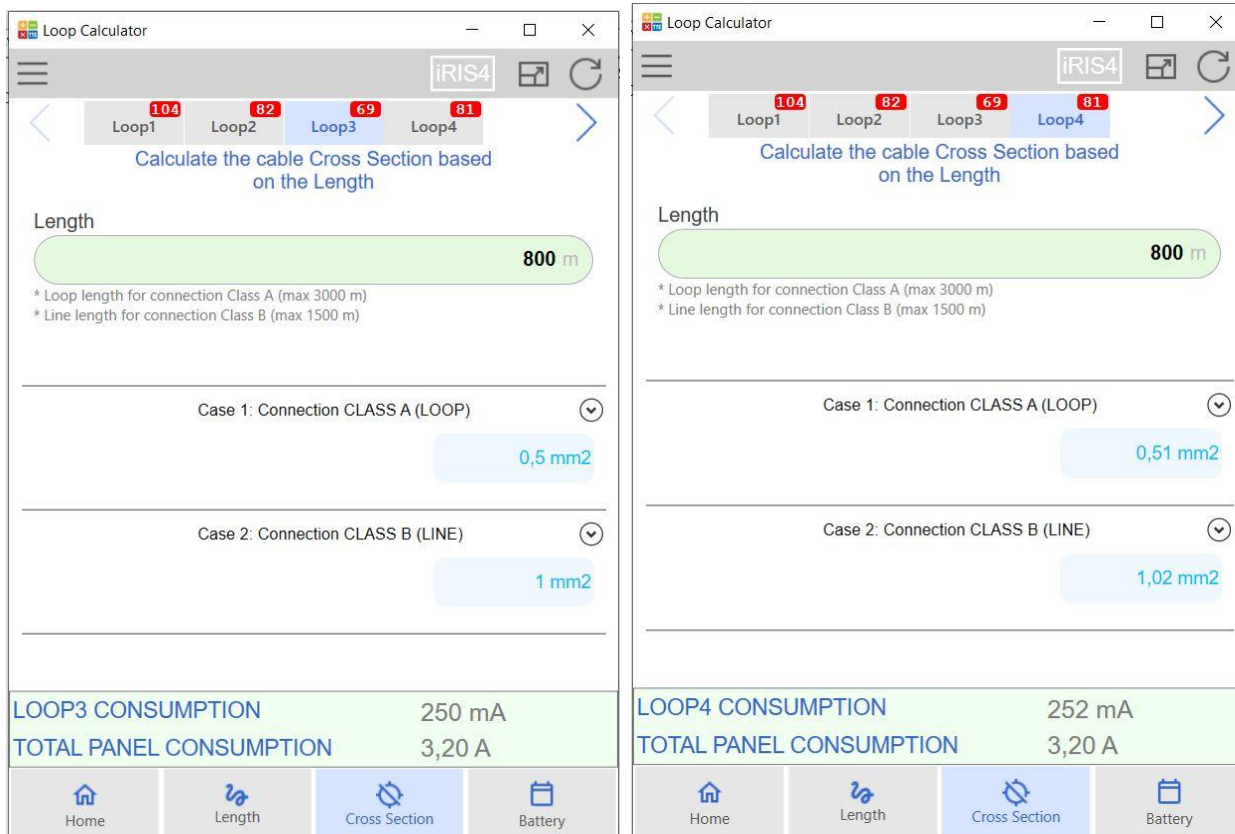 Loop Calculator
iRIS4
104 82 69 81
Loop1 Loop2 Loop3 Loop4
Calculate the cable Cross Section based
on the Length
Length
800 m
* Loop length for connection Class A (max 3000 m)
* Line length for connection Class B (max 1500 m)
Case 1: Connection CLASS A (LOOP)
0,5 mm2
Case 2: Connection CLASS B (LINE)
1 mm2
LOOP3 CONSUMPTION 250 mA
TOTAL PANEL CONSUMPTION 3,20 A
Home Length Cross Section Battery
Loop Calculator
iRIS4
104 82 69 81
Loop1 Loop2 Loop3 Loop4
Calculate the cable Cross Section based
on the Length
Length
800 m
* Loop length for connection Class A (max 3000 m)
* Line length for connection Class B (max 1500 m)
Case 1: Connection CLASS A (LOOP)
0,51 mm2
Case 2: Connection CLASS B (LINE)
1,02 mm2
LOOP4 CONSUMPTION 252 mA
TOTAL PANEL CONSUMPTION 3,20 A
Home Length Cross Section Battery